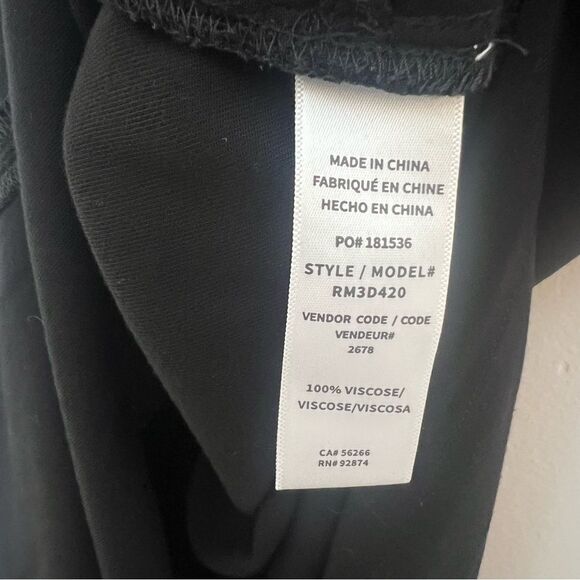 MADE IN CHINA
FABRIQUÉ EN CHINE
HECHO EN CHINA
PO# 181536
STYLE / MODEL#
RM3D420
VENDOR CODE / CODE
VENDEUR#
2678
100% VISCOSE/
VISCOSE/VISCOSA
CA# 56266
RN# 92874